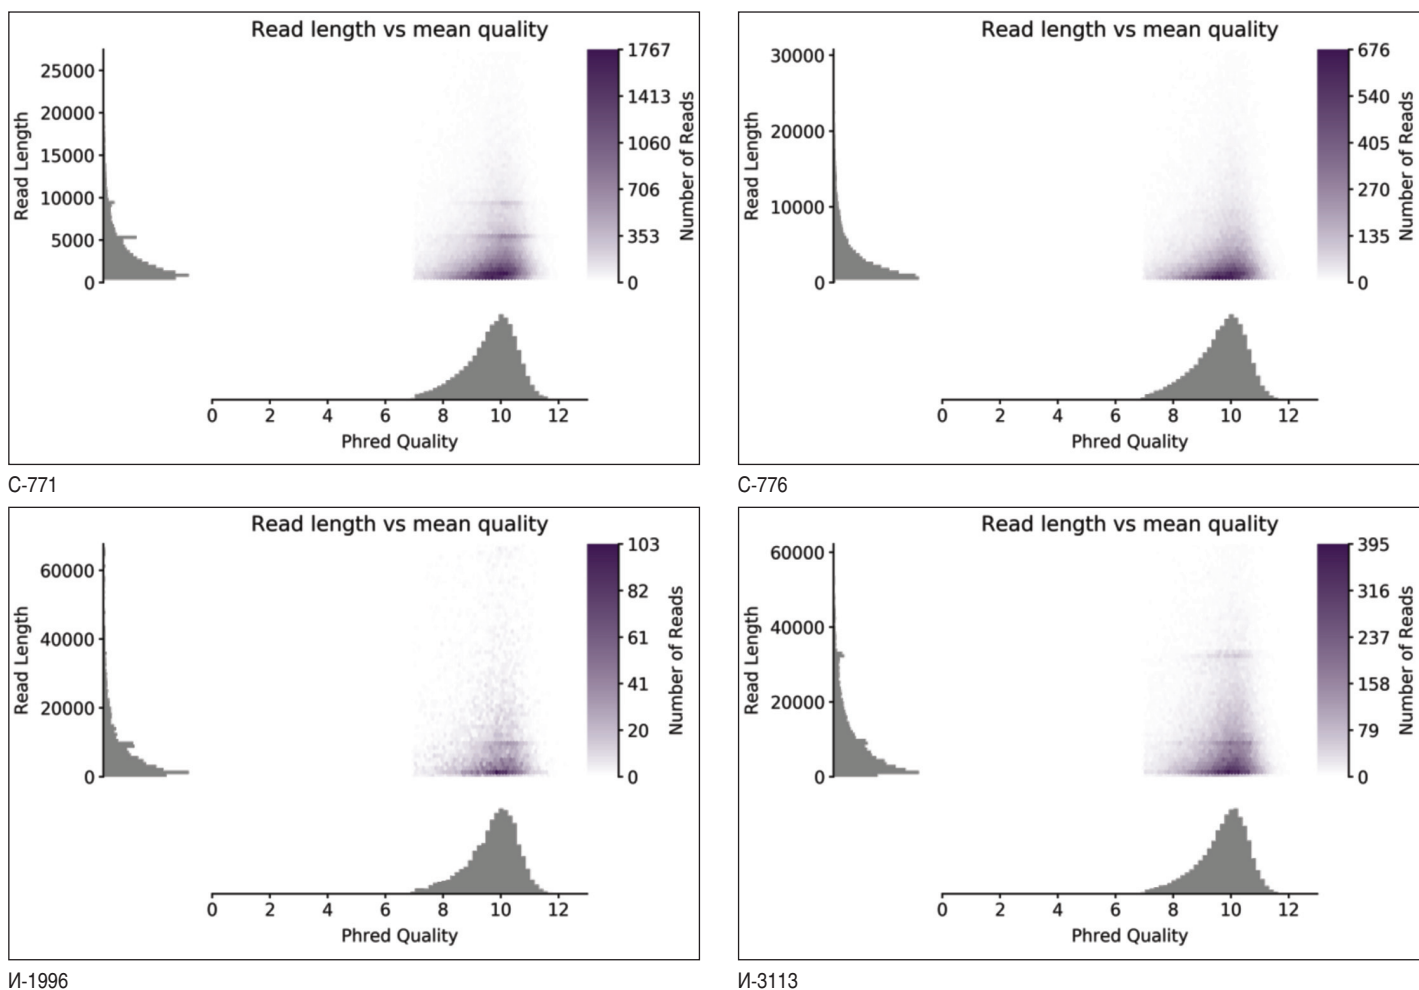 Read length vs mean quality
25000
20000
15000
10000
5000
0
Read Length
1767
1413
1060
706
353
0
Number of Reads
0 2 4 6 8 10 12
Phred Quality
С-771
Read length vs mean quality
30000
20000
10000
0
Read Length
676
540
405
270
135
0
Number of Reads
0 2 4 6 8 10 12
Phred Quality
С-776
Read length vs mean quality
60000
40000
20000
0
Read Length
103
82
61
41
20
0
Number of Reads
0 2 4 6 8 10 12
Phred Quality
И-1996
Read length vs mean quality
60000
40000
20000
0
Read Length
395
316
237
158
79
0
Number of Reads
0 2 4 6 8 10 12
Phred Quality
И-3113